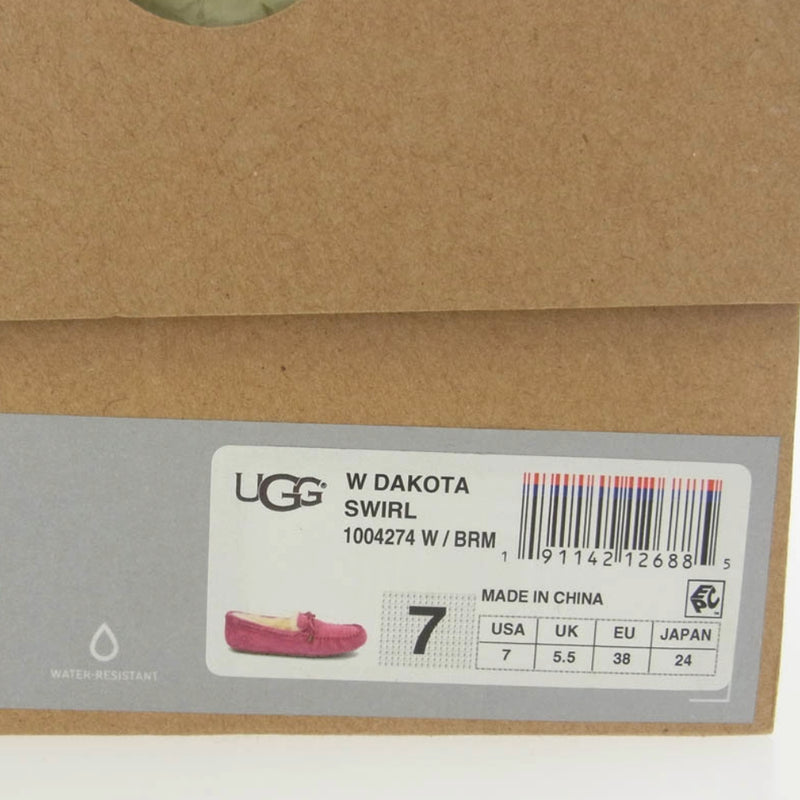 UGG®
W DAKOTA
SWIRL
1004274 W / BRM
1 91142 12688 5
7
MADE IN CHINA
EPC™
USA UK EU JAPAN
7 5.5 38 24
WATER-RESISTANT